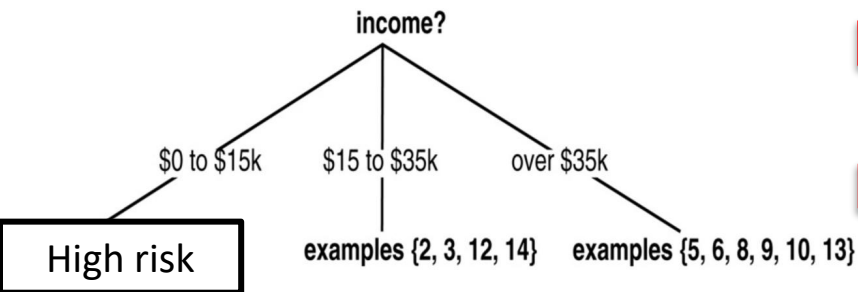 income?
$0 to $15k
$15 to $35k
over $35k
High risk
examples {2, 3, 12, 14}
examples {5, 6, 8, 9, 10, 13}